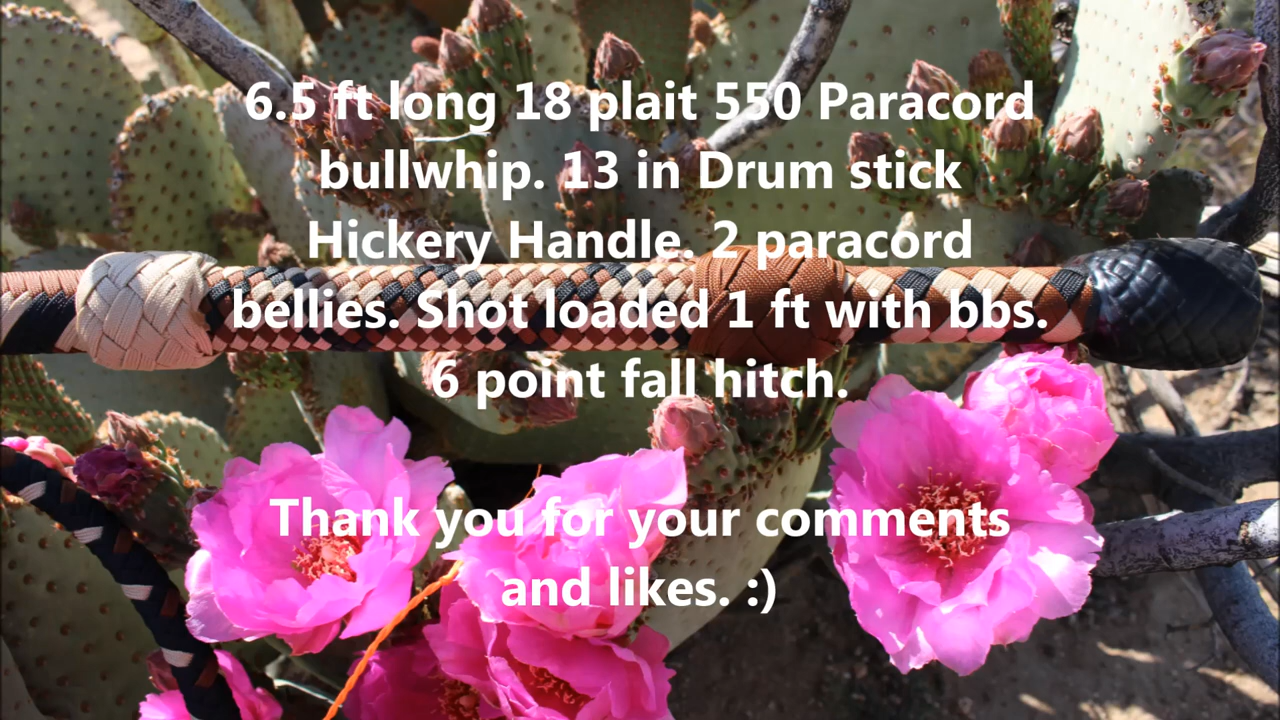 6.5 ft long 18 plait 550 Paracord
bullwhip. 13 in Drum stick
Hickery Handle. 2 paracord
bellies. Shot loaded 1 ft with bbs.
6 point fall hitch.
Thank you for your comments
and likes. :)